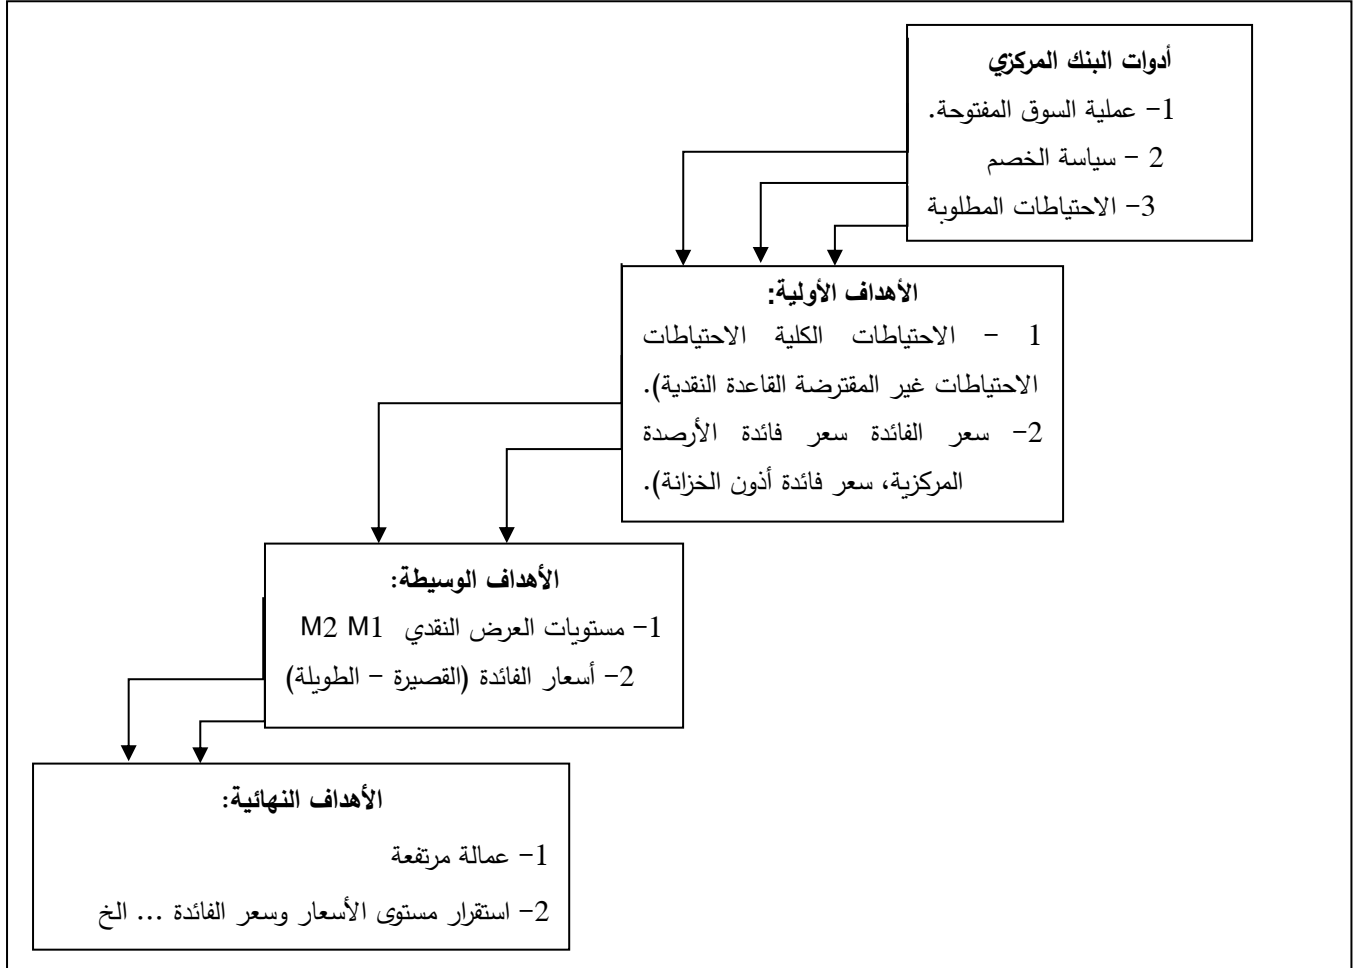 أدوات البنك المركزي
1- عملية السوق المفتوحة.
2 - سياسة الخصم
3- الاحتياطات المطلوبة
الأهداف الأولية:
1 - الاحتياطات الكلية الاحتياطات
الاحتياطات غير المقترضة القاعدة النقدية).
2- سعر الفائدة سعر فائدة الأرصدة
المركزية، سعر فائدة أذون الخزانة).
الأهداف الوسيطة:
1- مستويات العرض النقدي M2 M1
2- أسعار الفائدة (القصيرة - الطويلة)
الأهداف النهائية:
1- عمالة مرتفعة
2- استقرار مستوى الأسعار وسعر الفائدة ... الخ